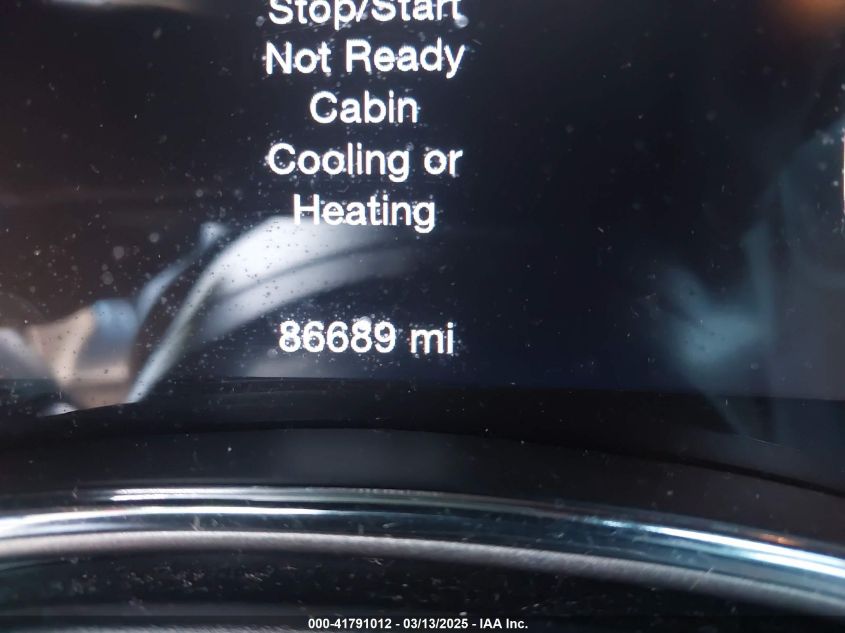 Stop/Start
Not Ready
Cabin
Cooling or
Heating
86689 mi
000-41791012 - 03/13/2025 - IAA Inc.